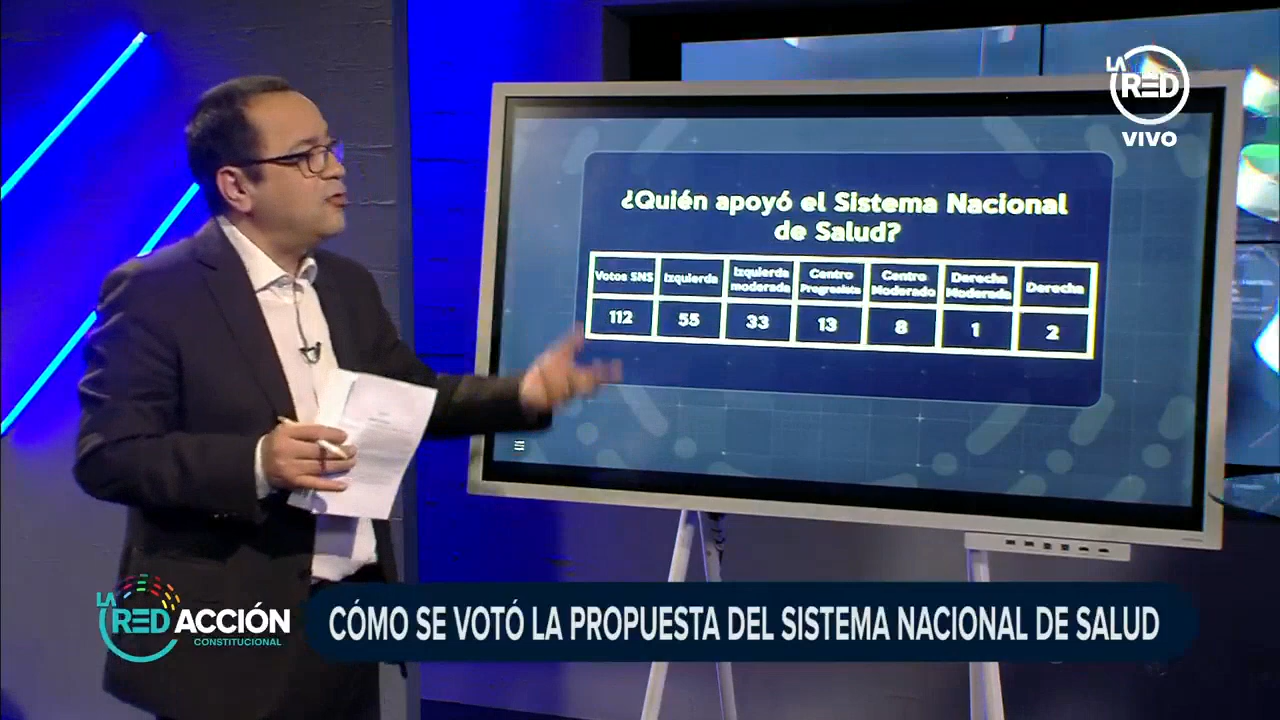 LA
RED
VIVO
¿Quién apoyó el Sistema Nacional
de Salud?
Votos SNS Izquierda Izquierda moderada Centro Progresista Centro Moderado Derecha Moderada Derecha
112 55 33 13 8 1 2
LA
RED ACCIÓN
CONSTITUCIONAL
CÓMO SE VOTÓ LA PROPUESTA DEL SISTEMA NACIONAL DE SALUD